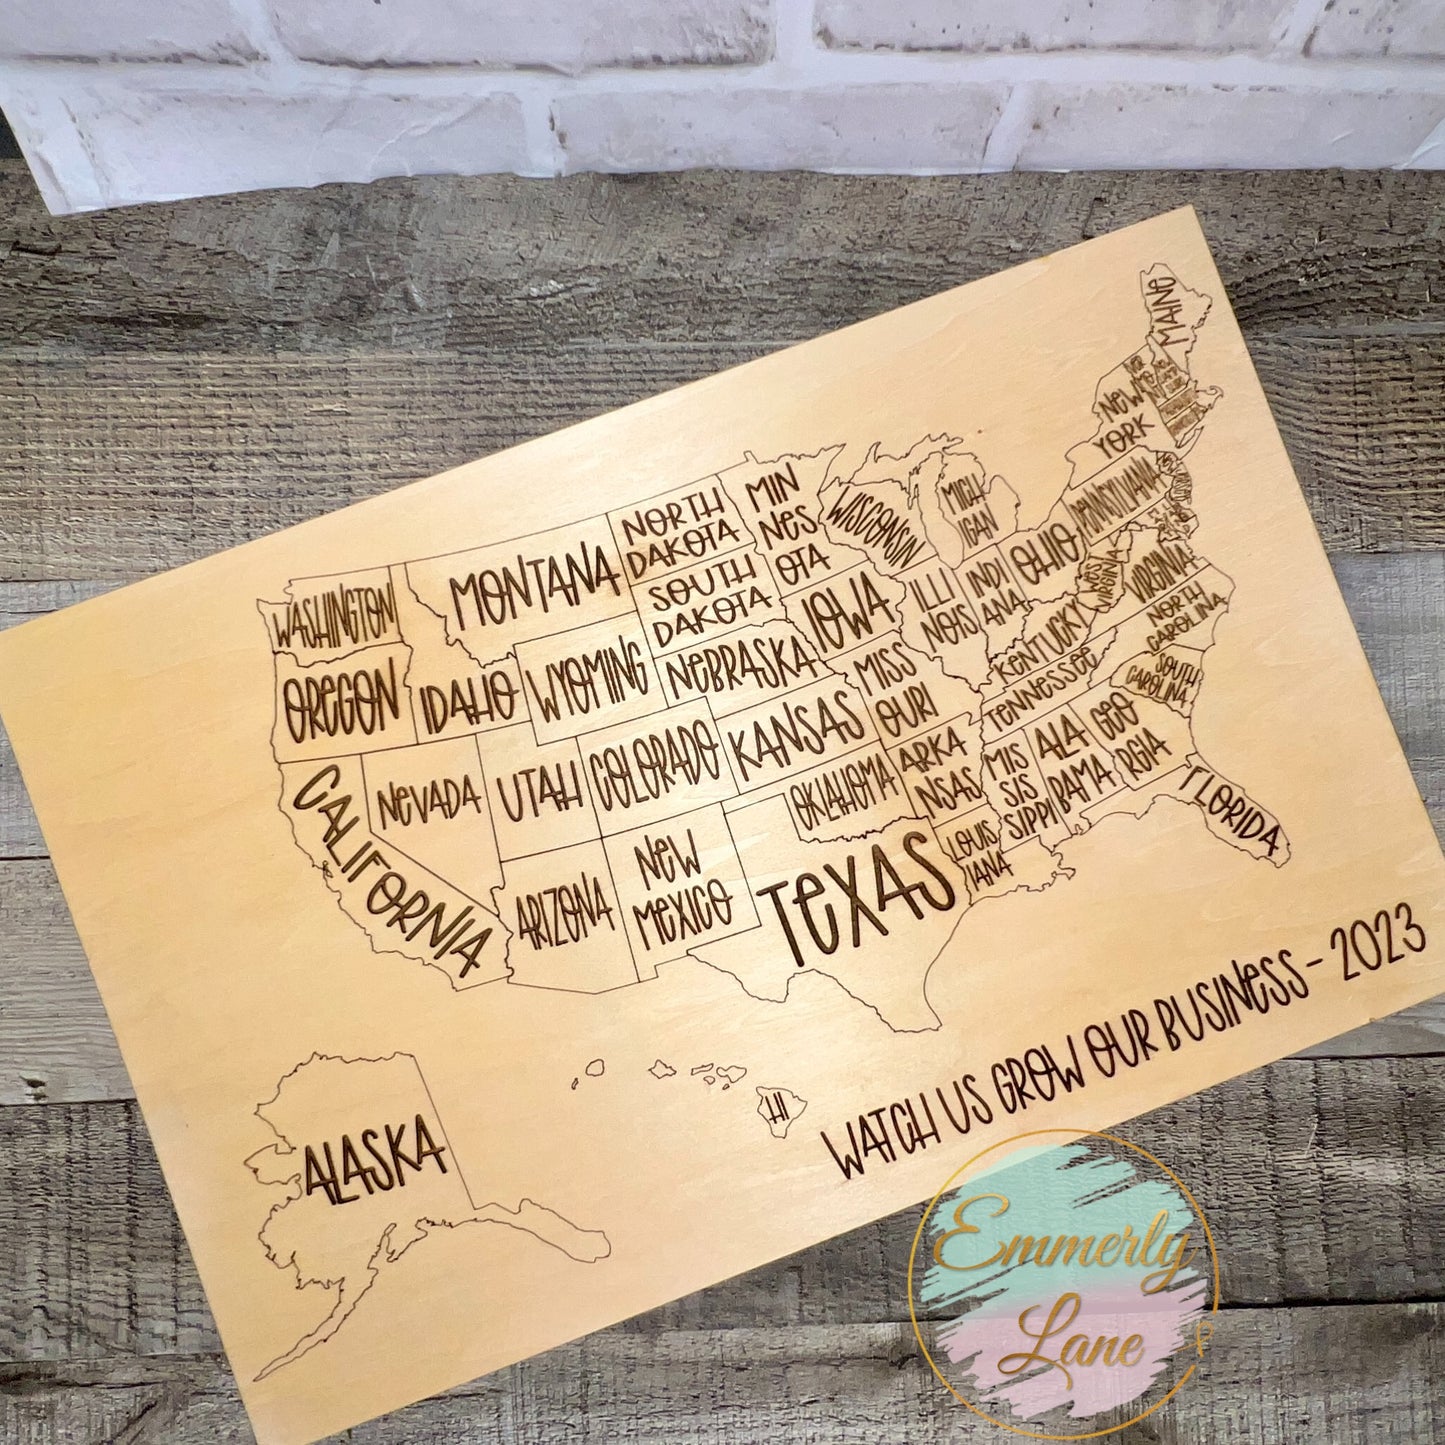 MAINE
NEW
YORK
WASHINGTON
MONTANA
NORTH
DAKOTA
MIN
NES
OTA
WISCONSIN
MICH
IGAN
PENNSYLVANIA
OREGON
IDAHO
WYOMING
SOUTH
DAKOTA
IOWA
ILLI
NOIS
INDI
ANA
OHIO
WEST
VIRGINIA
VIRGINIA
NEBRASKA
MISS
OURI
KENTUCKY
NORTH
CAROLINA
TENNESSEE
SOUTH
CAROLINA
CALIFORNIA
NEVADA
UTAH
COLORADO
KANSAS
OKLAHOMA
ARKA
NSAS
MIS
SIS
SIPPI
ALA
BAMA
GEO
RGIA
FLORIDA
ARIZONA
NEW
MEXICO
TEXAS
LOUIS
IANA
ALASKA
HI
WATCH US GROW OUR BUSINESS - 2023
Emmerly
Lane